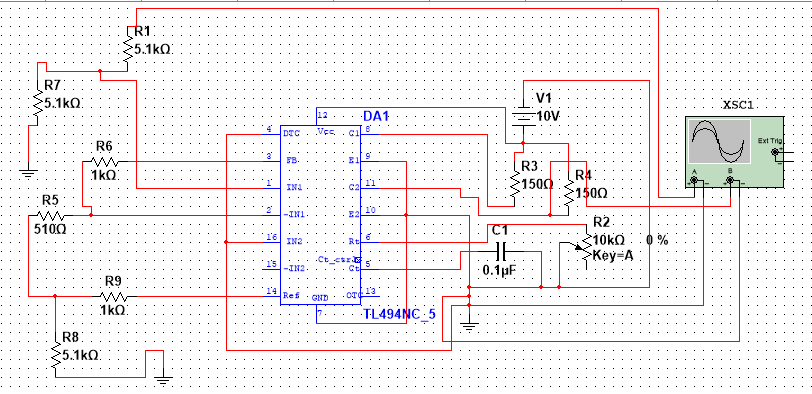 R1
5.1kΩ
R7
5.1kΩ
R6
1kΩ
R5
510Ω
R9
1kΩ
R8
5.1kΩ
DA1
12
Vcc
4 DTC C1 8
3 FB E1 9
1 IN1 C2 11
2 -IN1 E2 10
16 IN2 Rt 6
Ct_ctrl
15 -IN2 Ct 5
14 Ref OTC 13
GND
7
TL494NC_5
V1
10V
R3
150Ω
R4
150Ω
R2
10kΩ 0 %
Key=A
C1
0.1µF
XSC1
Ext Trig
+
-
A B
+ - + -